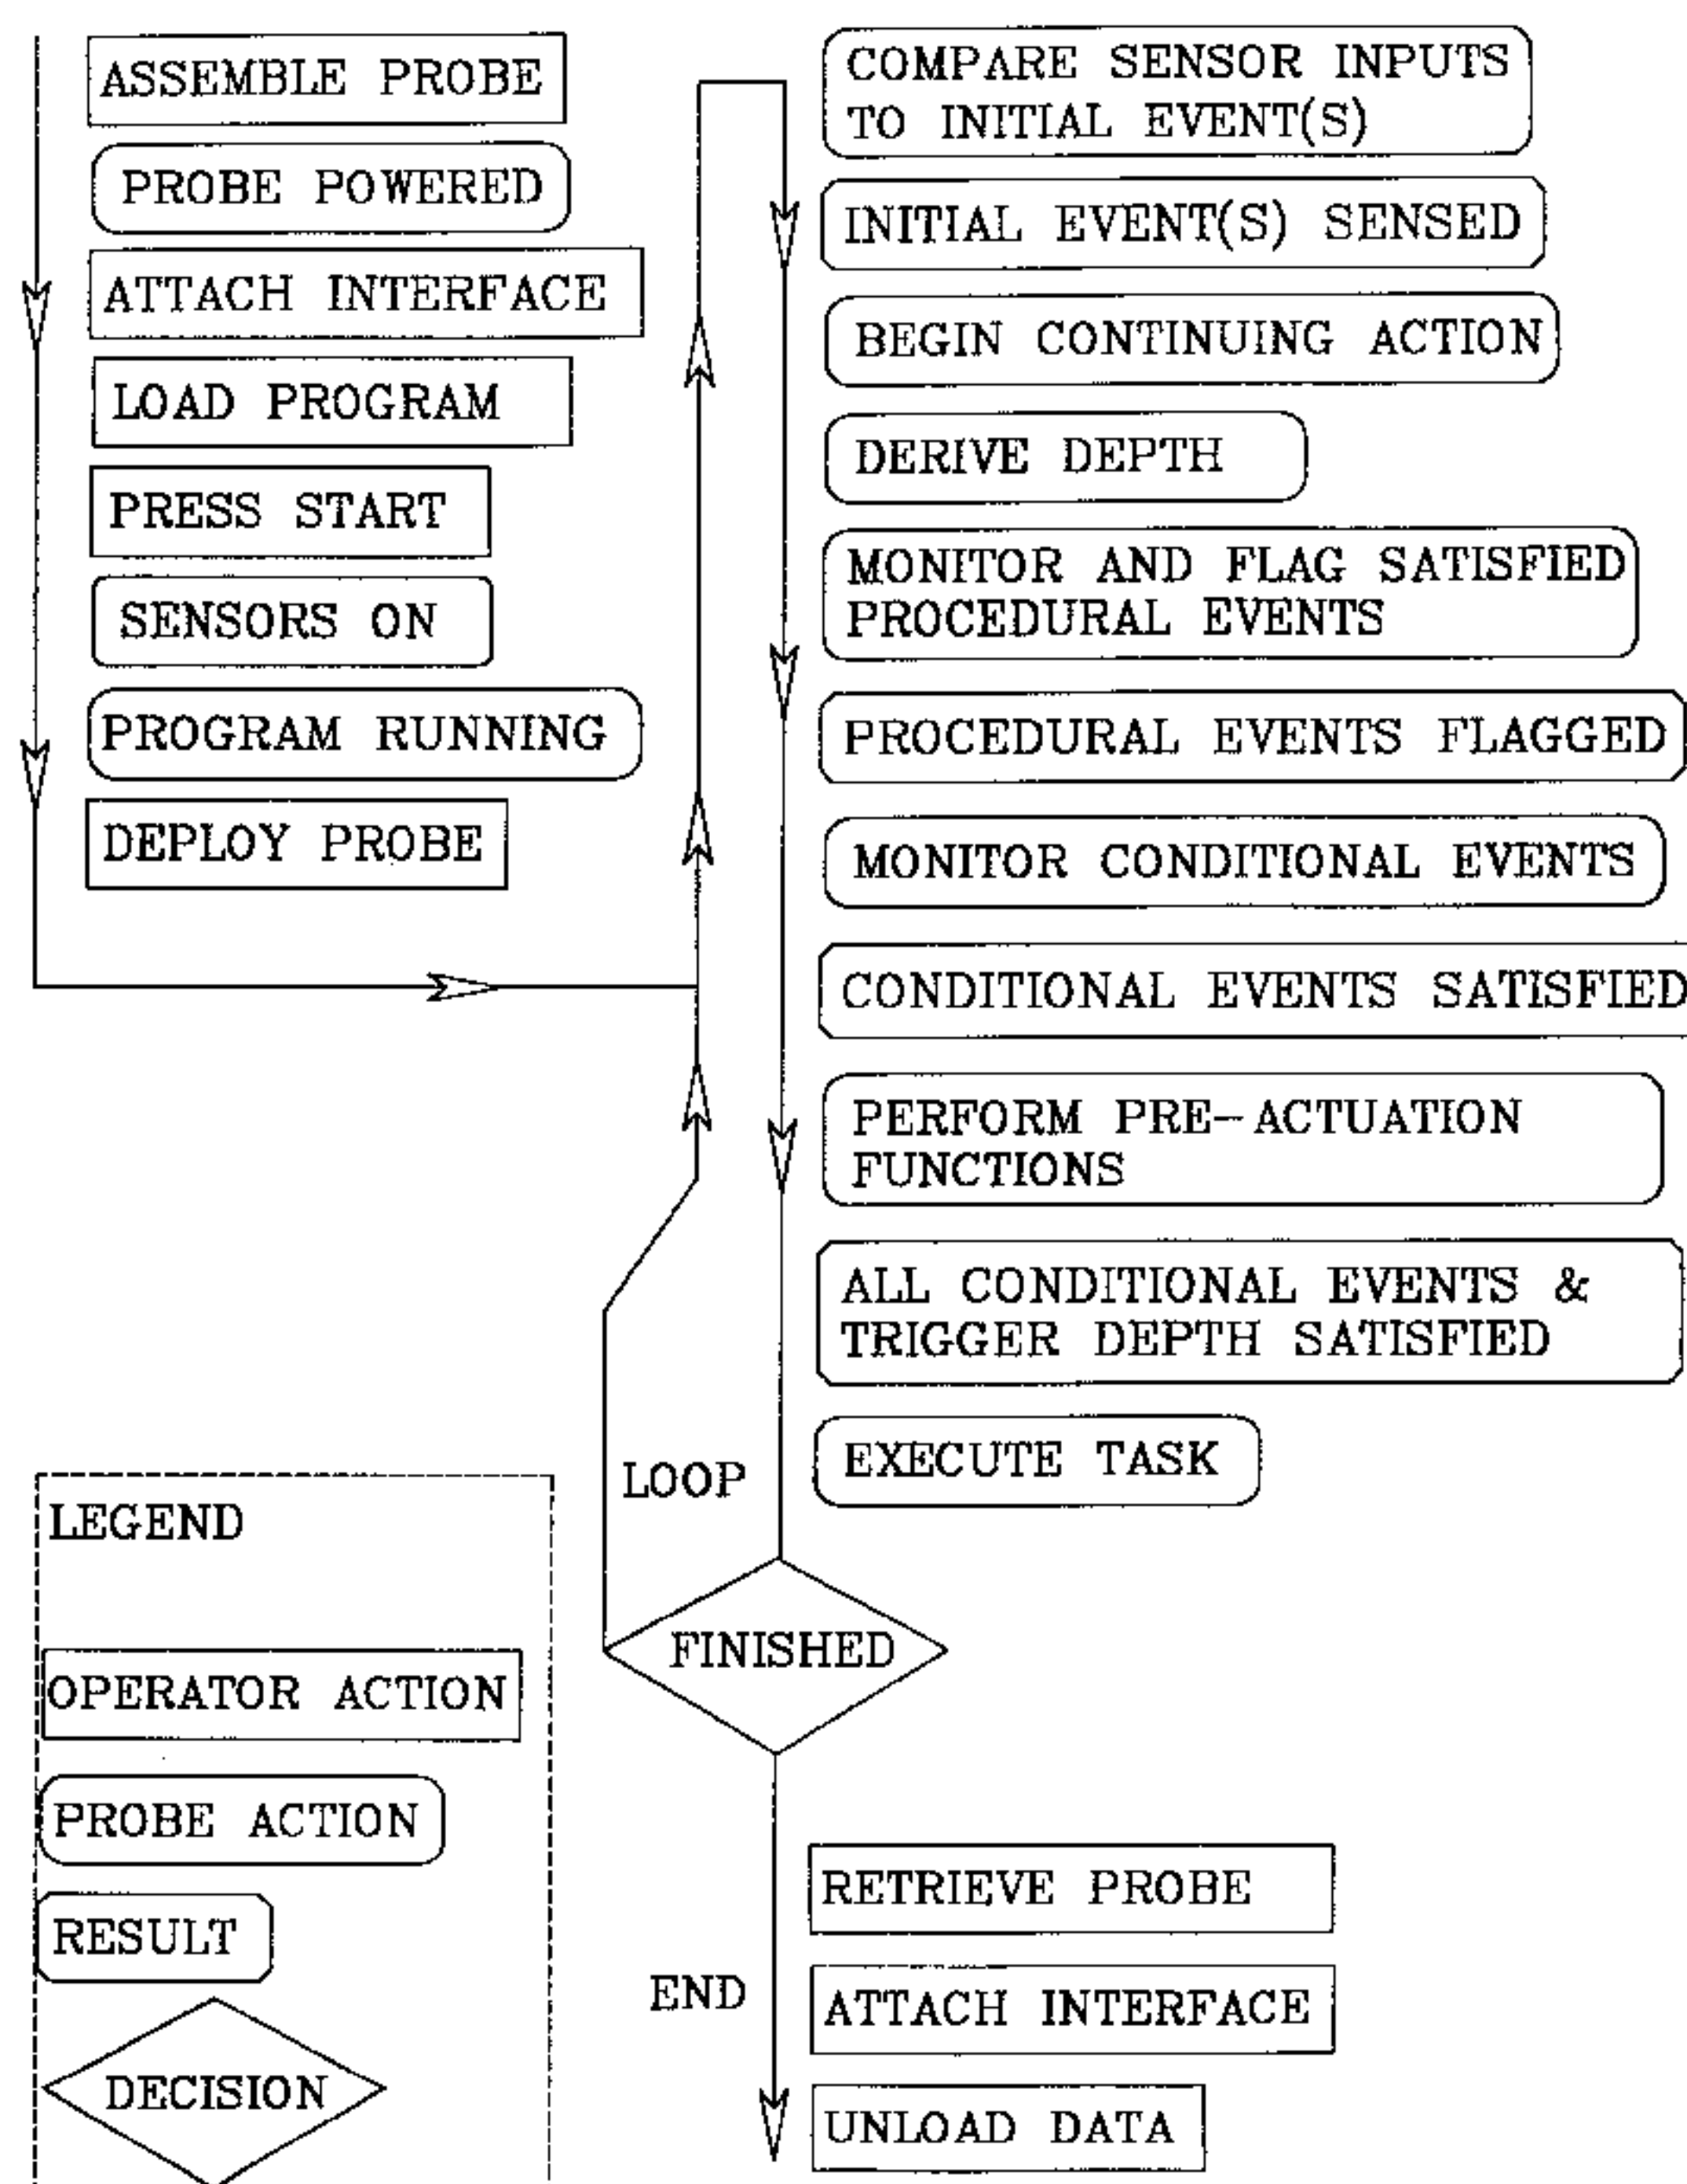 ASSEMBLE PROBE
PROBE POWERED
ATTACH INTERFACE
LOAD PROGRAM
PRESS START
SENSORS ON
PROGRAM RUNNING
DEPLOY PROBE
COMPARE SENSOR INPUTS
TO INITIAL EVENT(S)
INITIAL EVENT(S) SENSED
BEGIN CONTINUING ACTION
DERIVE DEPTH
MONITOR AND FLAG SATISFIED
PROCEDURAL EVENTS
PROCEDURAL EVENTS FLAGGED
MONITOR CONDITIONAL EVENTS
CONDITIONAL EVENTS SATISFIED
PERFORM PRE-ACTUATION
FUNCTIONS
ALL CONDITIONAL EVENTS &
TRIGGER DEPTH SATISFIED
EXECUTE TASK
LOOP
FINISHED
END
RETRIEVE PROBE
ATTACH INTERFACE
UNLOAD DATA
LEGEND
OPERATOR ACTION
PROBE ACTION
RESULT
DECISION